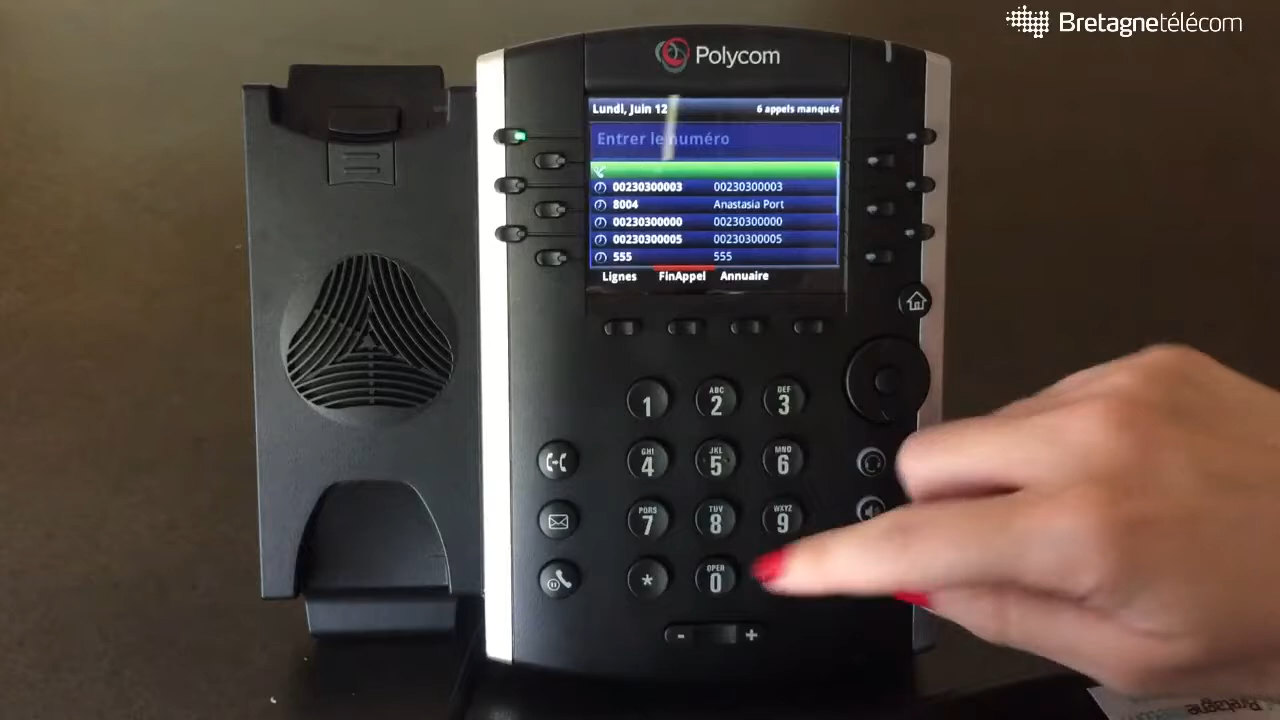 Bretagnetélécom
Polycom
Lundi, Juin 12 6 appels manqués
Entrer le numéro
00230300003 00230300003
8004 Anastasia Port
00230300000 00230300000
00230300005 00230300005
555 555
Lignes FinAppel Annuaire
1 ABC 2 DEF 3
GHI 4 JKL 5 MNO 6
PQRS 7 TUV 8 WXYZ 9
* OPER 0
- +
Bretagne